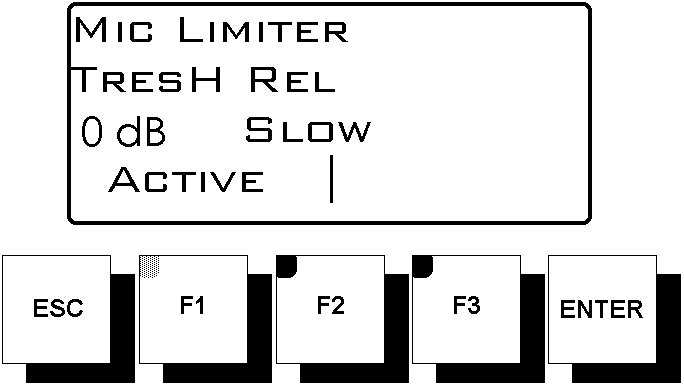 Mic Limiter
TresH Rel
0 dB Slow
Active |
ESC F1 F2 F3 ENTER